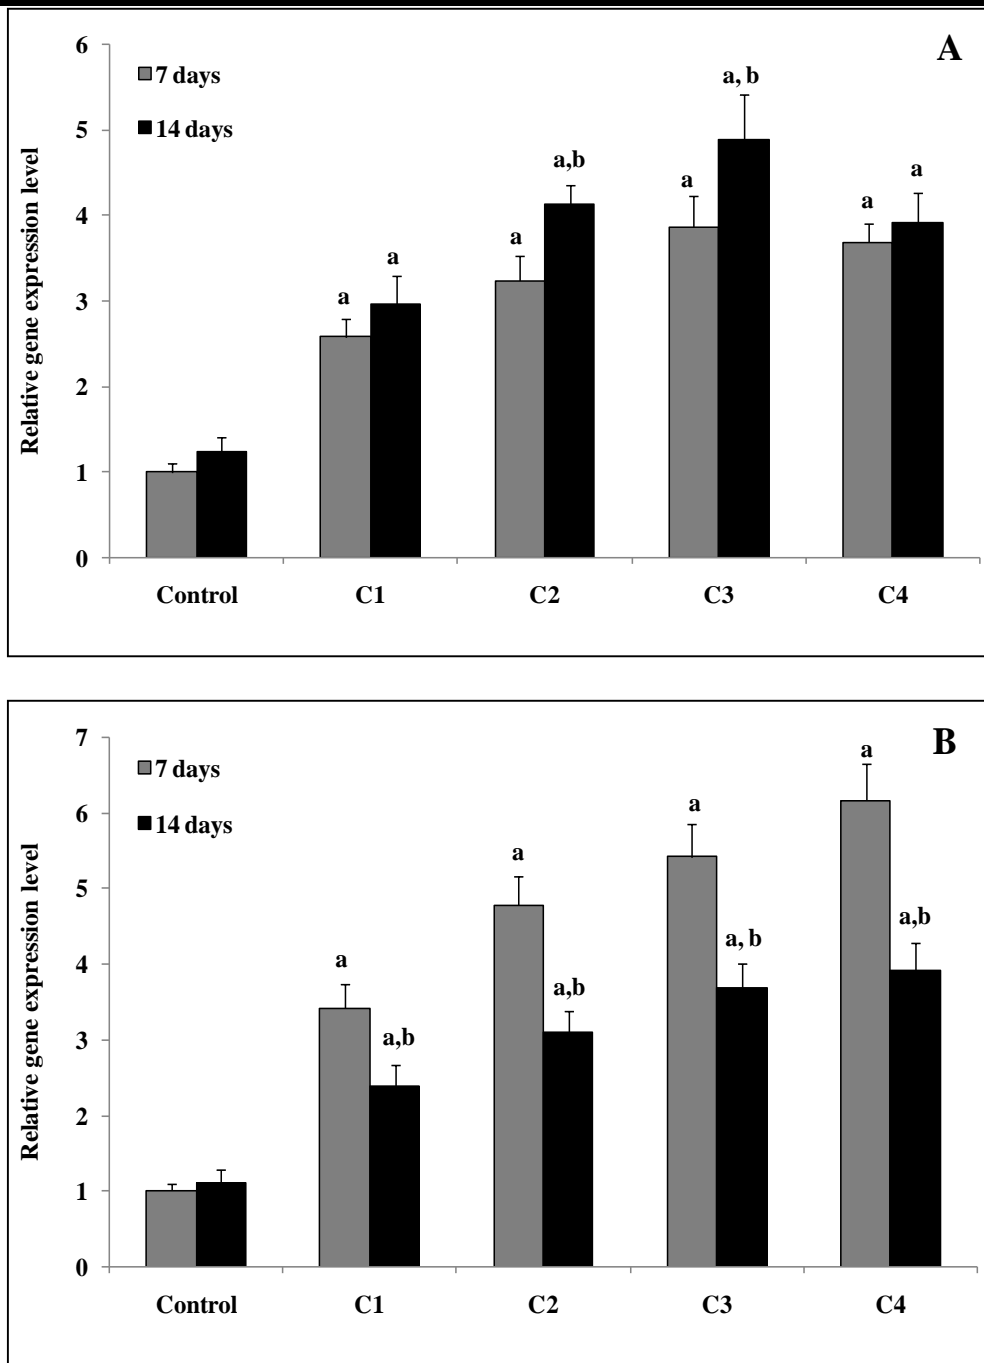 A
6
5
4
3
2
1
0
Relative gene expression level
7 days
14 days
a
a
a
a,b
a
a, b
a
a
Control
C1
C2
C3
C4
B
7
6
5
4
3
2
1
0
Relative gene expression level
7 days
14 days
a
a,b
a
a,b
a
a, b
a
a,b
Control
C1
C2
C3
C4